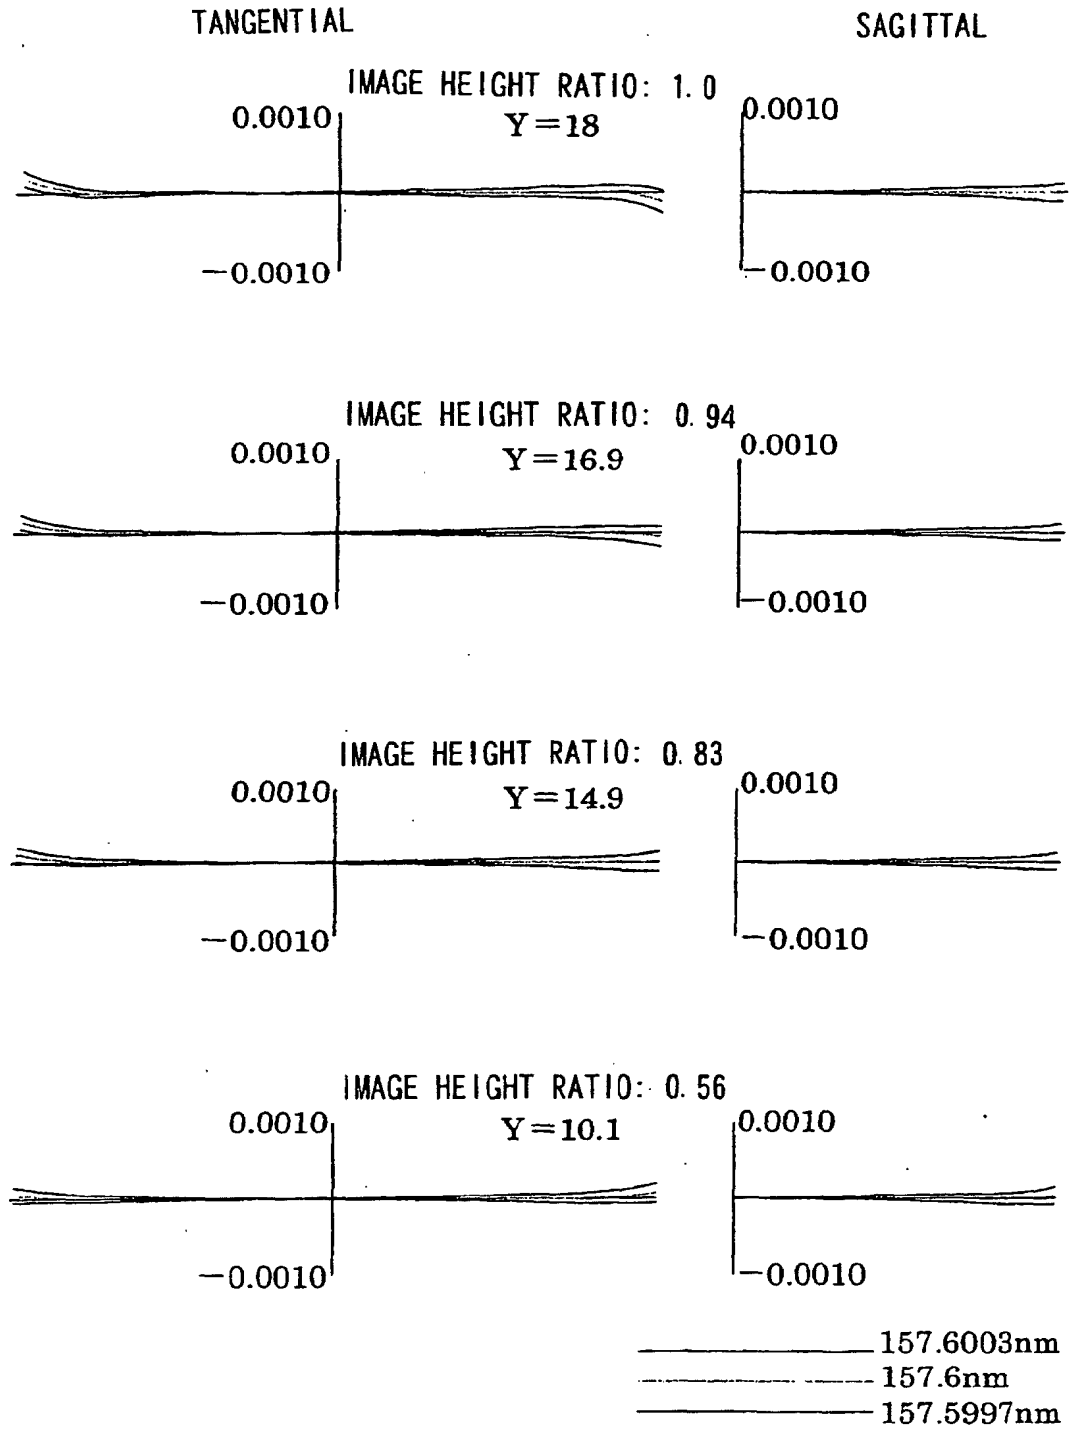 TANGENTIAL
SAGITTAL
IMAGE HEIGHT RATIO: 1.0
0.0010
Y=18
0.0010
−0.0010
−0.0010
IMAGE HEIGHT RATIO: 0.94
0.0010
Y=16.9
0.0010
−0.0010
−0.0010
IMAGE HEIGHT RATIO: 0.83
0.0010
Y=14.9
0.0010
−0.0010
−0.0010
IMAGE HEIGHT RATIO: 0.56
0.0010
Y=10.1
0.0010
−0.0010
−0.0010
157.6003nm
157.6nm
157.5997nm